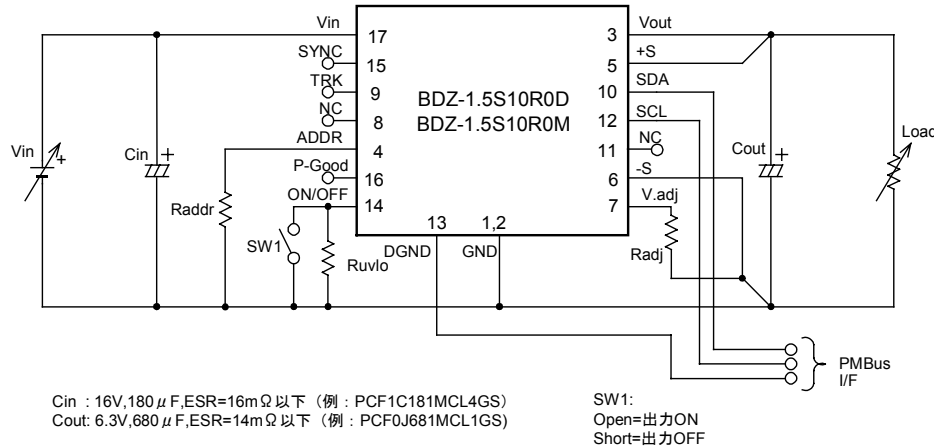 Vin
17
SYNC
15
TRK
9
NC
8
ADDR
4
P-Good
16
ON/OFF
14
BDZ-1.5S10R0D
BDZ-1.5S10R0M
Vout
3
+S
5
SDA
10
SCL
12
NC
11
-S
6
V.adj
7
13
DGND
1,2
GND
Vin
+
Cin
+
Raddr
SW1
Ruvlo
Radj
Cout
+
Load
PMBus
I/F
Cin : 16V,180μF,ESR=16mΩ以下（例：PCF1C181MCL4GS）
Cout: 6.3V,680μF,ESR=14mΩ以下（例：PCF0J681MCL1GS）
SW1:
Open=出力ON
Short=出力OFF